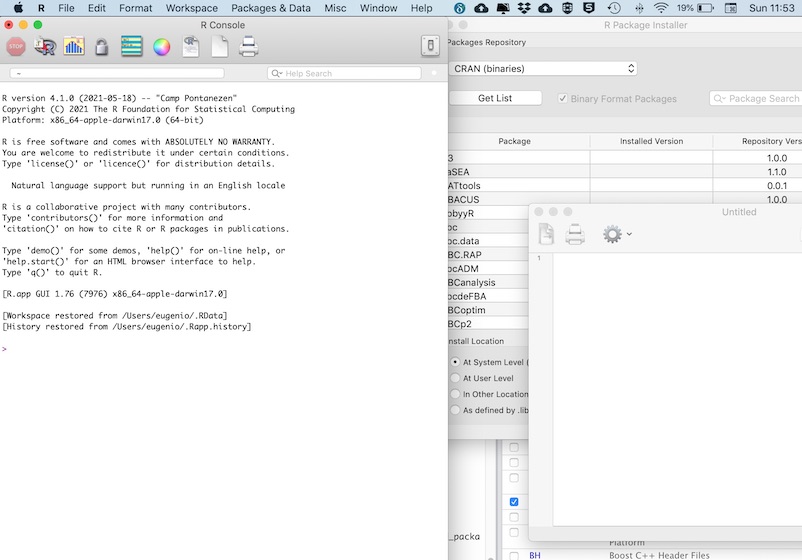 R File Edit Format Workspace Packages & Data Misc Window Help 19% Sun 11:53
R Console
STOP
Help Search
R version 4.1.0 (2021-05-18) -- "Camp Pontanezen"
Copyright (C) 2021 The R Foundation for Statistical Computing
Platform: x86_64-apple-darwin17.0 (64-bit)
R is free software and comes with ABSOLUTELY NO WARRANTY.
You are welcome to redistribute it under certain conditions.
Type 'license()' or 'licence()' for distribution details.
Natural language support but running in an English locale
R is a collaborative project with many contributors.
Type 'contributors()' for more information and
'citation()' on how to cite R or R packages in publications.
Type 'demo()' for some demos, 'help()' for on-line help, or
'help.start()' for an HTML browser interface to help.
Type 'q()' to quit R.
[R.app GUI 1.76 (7976) x86_64-apple-darwin17.0]
[Workspace restored from /Users/eugenio/.RData]
[History restored from /Users/eugenio/.Rapp.history]
>
R Package Installer
Packages Repository
CRAN (binaries)
Get List
Binary Format Packages
Package Search
Package Installed Version Repository Vers
3 1.0.0
aSEA 1.1.0
ATtools 0.0.1
BACUS 1.0.0
bbyyR
bc
bc.data
BC.RAP
bcADM
BCanalysis
bcdeFBA
BCoptim
BCp2
nstall Location
At System Level (
At User Level
In Other Location
As defined by .lib
Untitled
1
_packa
Platform
BH Boost C++ Header Files